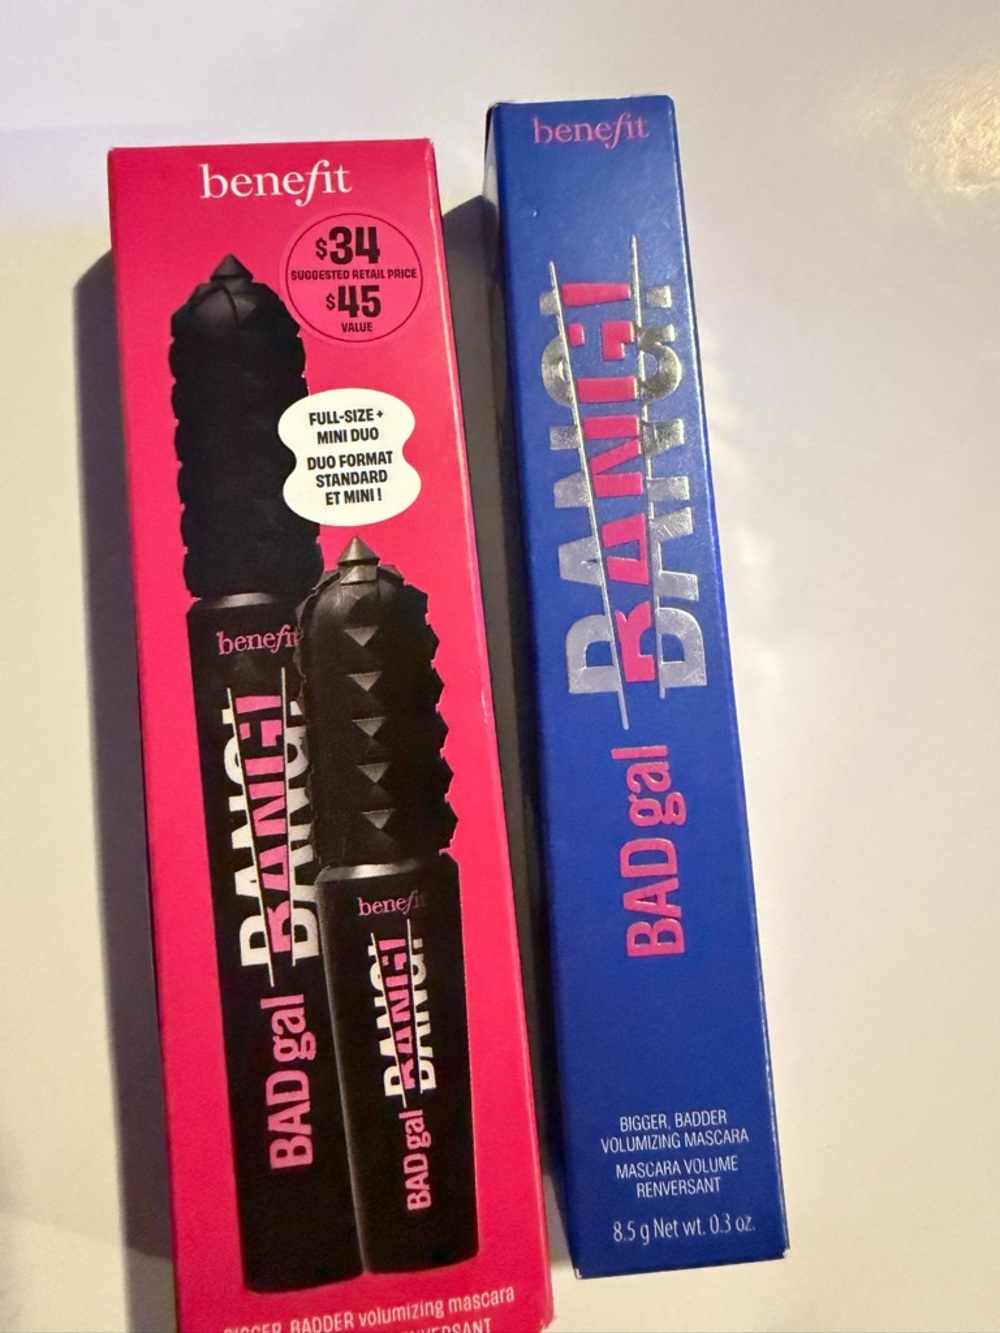 benefit
$34
SUGGESTED RETAIL PRICE
$45
VALUE
FULL-SIZE +
MINI DUO
DUO FORMAT
STANDARD
ET MINI !
benefit
BAD gal BANG!
benefit
BAD gal BANG!
BIGGER, BADDER volumizing mascara
RENVERSANT
benefit
BAD gal BANG!
BIGGER, BADDER
VOLUMIZING MASCARA
MASCARA VOLUME
RENVERSANT
8.5 g Net wt. 0.3 oz.